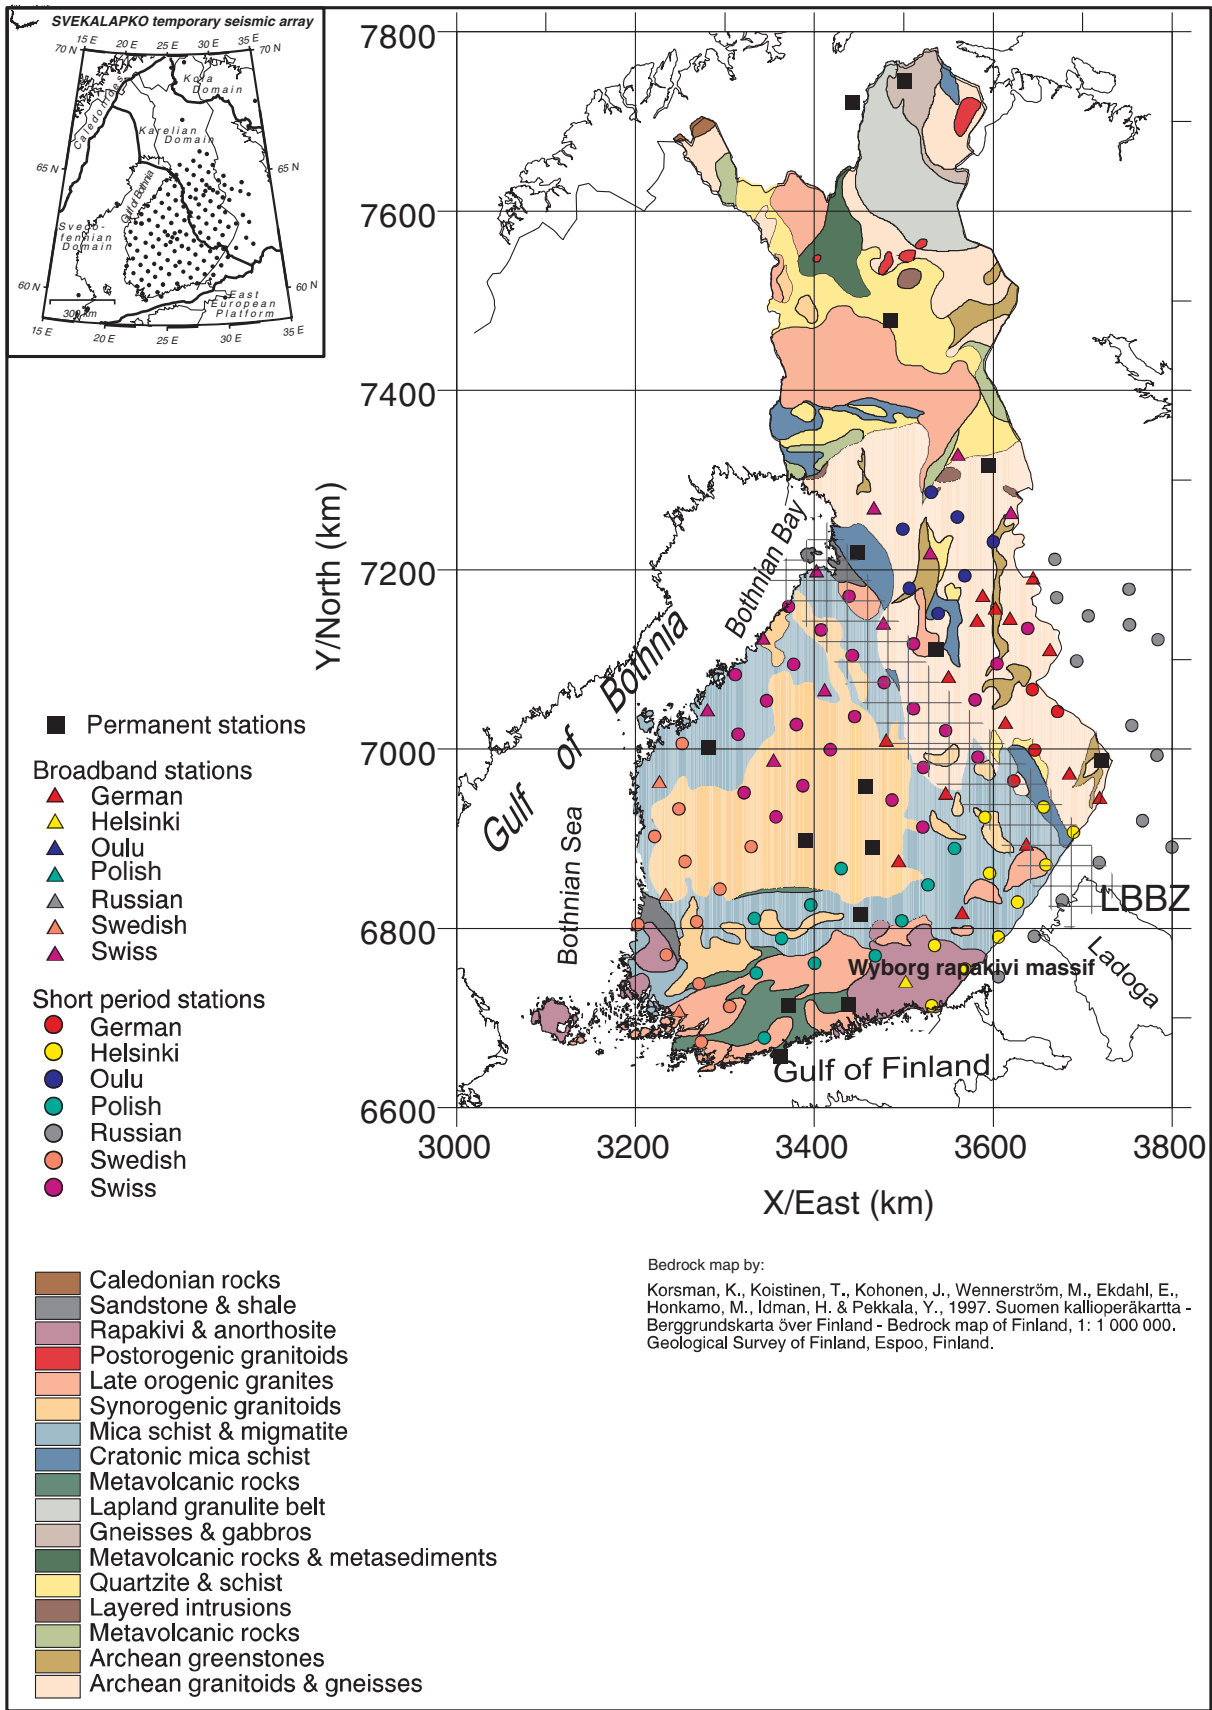 SVEKALAPKO temporary seismic array
15 E
20 E
25 E
30 E
35 E
70 N
70 N
Kola
Domain
Caledonides
Karelian
Domain
65 N
65 N
Gulf of Bothnia
Sveco-
fennian
Domain
60 N
60 N
300 km
East
European
Platform
15 E
20 E
25 E
30 E
35 E
7800
7600
7400
7200
7000
6800
6600
Y/North (km)
3000
3200
3400
3600
3800
X/East (km)
Bothnian Bay
Gulf of Bothnia
Bothnian Sea
LBBZ
Ladoga
Wyborg rapakivi massif
Gulf of Finland
Permanent stations
Broadband stations
German
Helsinki
Oulu
Polish
Russian
Swedish
Swiss
Short period stations
German
Helsinki
Oulu
Polish
Russian
Swedish
Swiss
Caledonian rocks
Sandstone & shale
Rapakivi & anorthosite
Postorogenic granitoids
Late orogenic granites
Synorogenic granitoids
Mica schist & migmatite
Cratonic mica schist
Metavolcanic rocks
Lapland granulite belt
Gneisses & gabbros
Metavolcanic rocks & metasediments
Quartzite & schist
Layered intrusions
Metavolcanic rocks
Archean greenstones
Archean granitoids & gneisses
Bedrock map by:
Korsman, K., Koistinen, T., Kohonen, J., Wennerström, M., Ekdahl, E.,
Honkamo, M., Idman, H. & Pekkala, Y., 1997. Suomen kallioperäkartta -
Berggrundskarta över Finland - Bedrock map of Finland, 1: 1 000 000.
Geological Survey of Finland, Espoo, Finland.